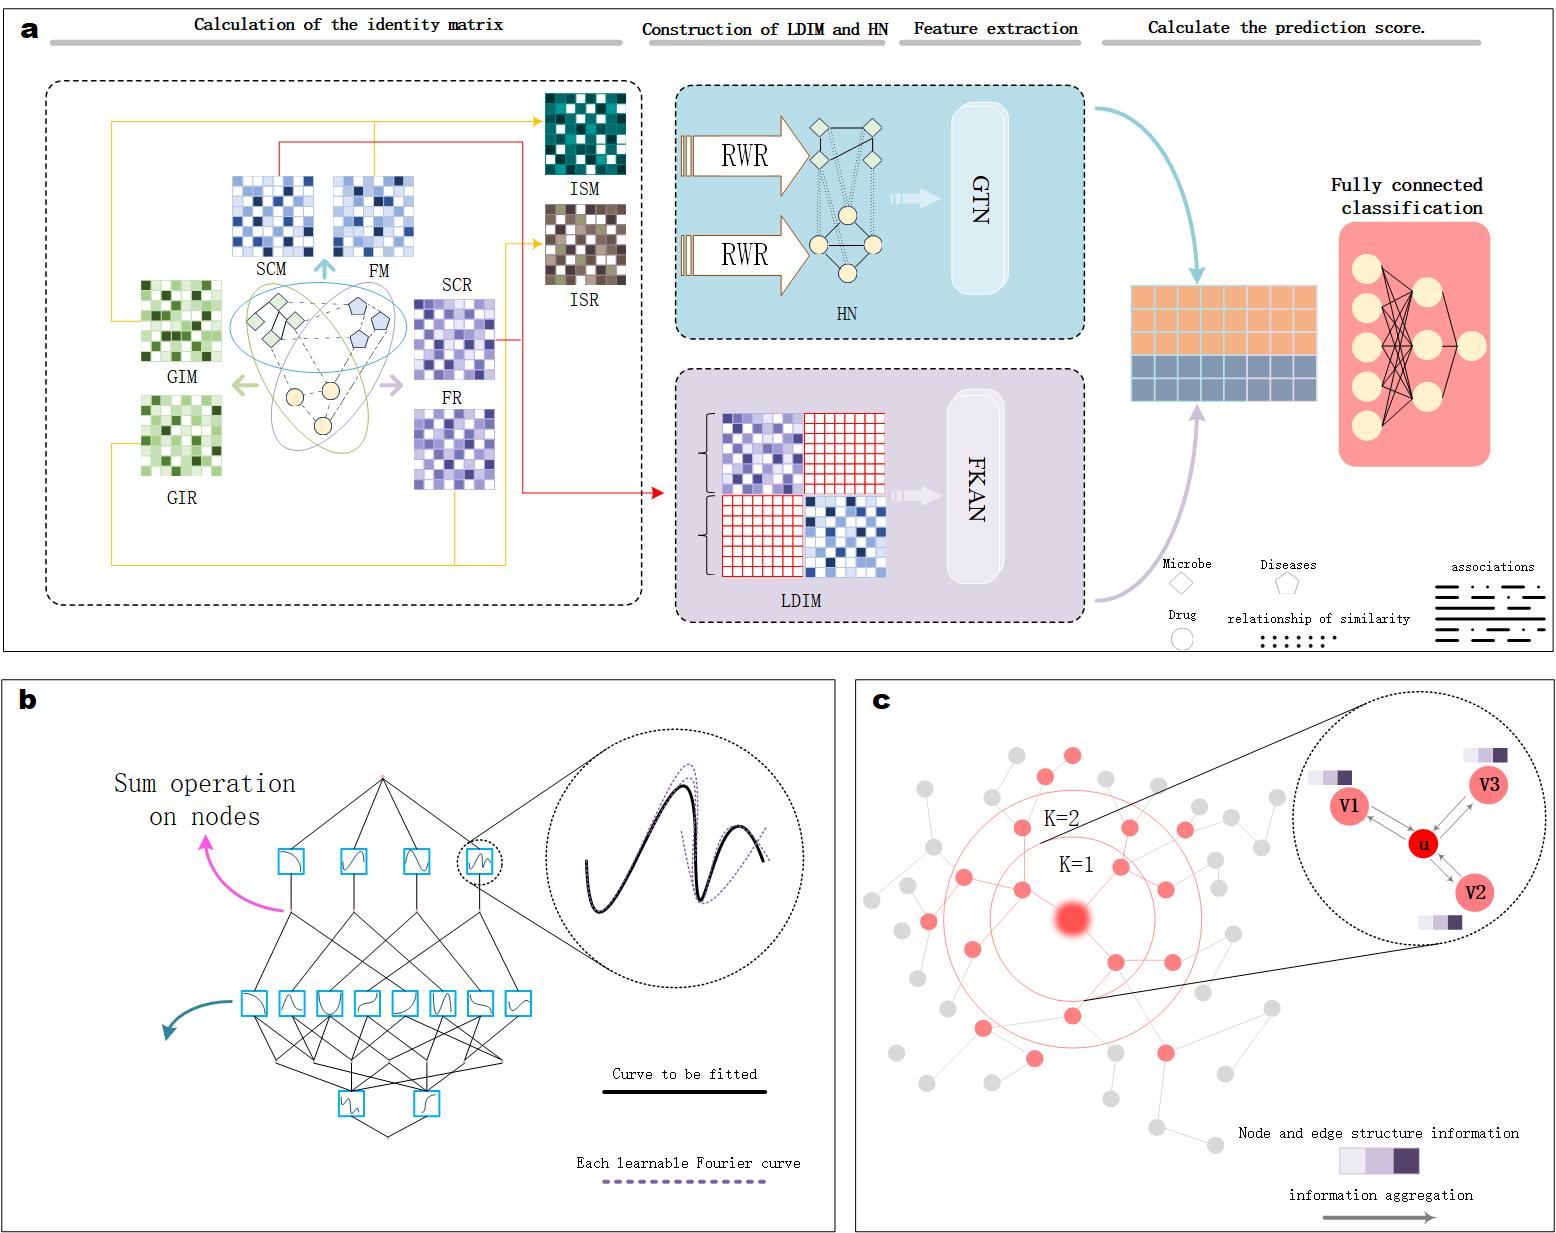 a
Calculation of the identity matrix
Construction of LDIM and HN
Feature extraction
Calculate the prediction score.
ISM
ISR
SCM
FM
SCR
GIM
FR
GIR
RWR
RWR
HN
GTN
LDIM
FKAN
Fully connected
classification
Microbe
Diseases
associations
Drug
relationship of similarity
b
Sum operation
on nodes
Curve to be fitted
Each learnable Fourier curve
c
K=2
K=1
V1
V3
u
V2
Node and edge structure information
information aggregation